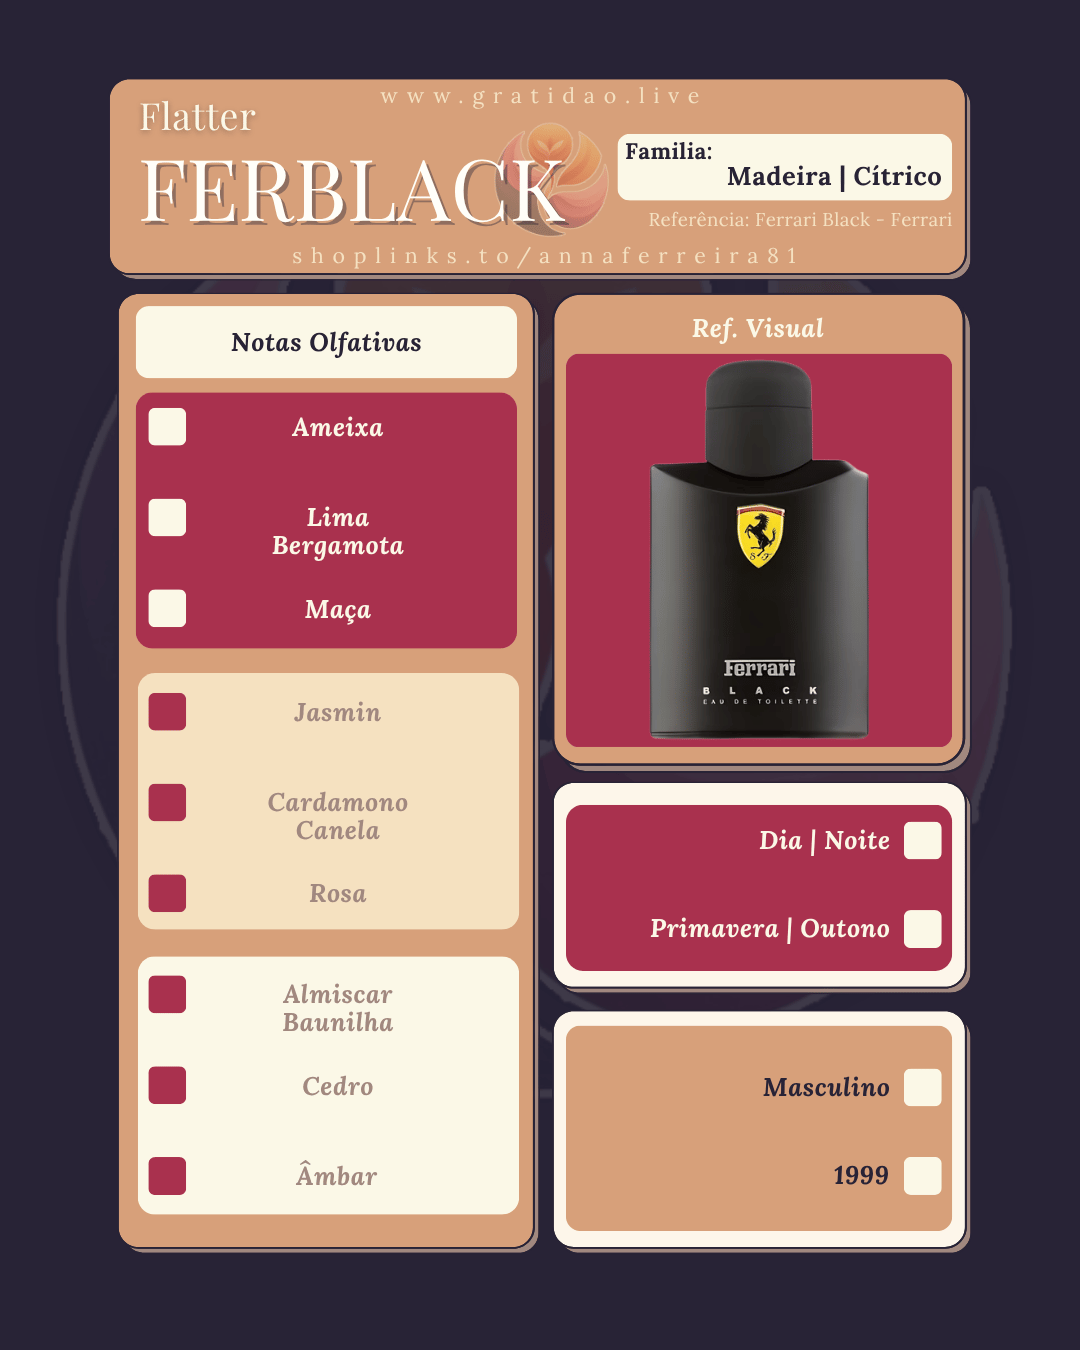 www.gratidao.live
Flatter
FERBLACK
Familia:
Madeira | Cítrico
Referência: Ferrari Black - Ferrari
shoplinks.to/annaferreira81
Notas Olfativas
Ameixa
Lima
Bergamota
Maça
Jasmin
Cardamono
Canela
Rosa
Almiscar
Baunilha
Cedro
Âmbar
Ref. Visual
S F
Ferrari
BLACK
EAU DE TOILETTE
Dia | Noite
Primavera | Outono
Masculino
1999